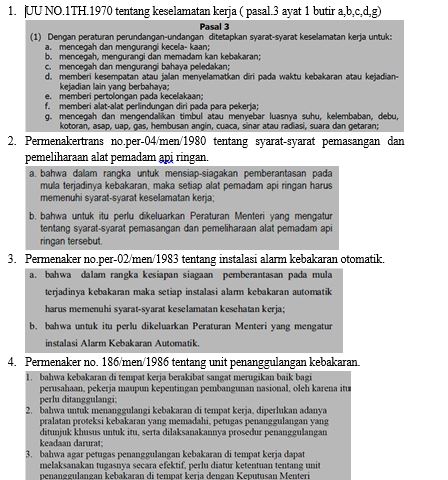 1. UU NO.1TH.1970 tentang keselamatan kerja ( pasal.3 ayat 1 butir a,b,c,d,g)
Pasal 3
(1) Dengan peraturan perundangan-undangan ditetapkan syarat-syarat keselamatan kerja untuk:
a. mencegah dan mengurangi kecela- kaan;
b. mencegah, mengurangi dan memadam kan kebakaran;
c. mencegah dan mengurangi bahaya peledakan;
d. memberi kesempatan atau jalan menyelamatkan diri pada waktu kebakaran atau kejadian-
kejadian lain yang berbahaya;
e. memberi pertolongan pada kecelakaan;
f. memberi alat-alat perlindungan diri pada para pekerja;
g. mencegah dan mengendalikan timbul atau menyebar luasnya suhu, kelembaban, debu,
kotoran, asap, uap, gas, hembusan angin, cuaca, sinar atau radiasi, suara dan getaran;
2. Permenakertrans no.per-04/men/1980 tentang syarat-syarat pemasangan dan
pemeliharaan alat pemadam api ringan.
a. bahwa dalam rangka untuk mensiap-siagakan pemberantasan pada
mula terjadinya kebakaran, maka setiap alat pemadam api ringan harus
memenuhi syarat-syarat keselamatan kerja;
b. bahwa untuk itu perlu dikeluarkan Peraturan Menteri yang mengatur
tentang syarat-syarat pemasangan dan pemeliharaan alat pemadam api
ringan tersebut.
3. Permenaker no.per-02/men/1983 tentang instalasi alarm kebakaran otomatik.
a. bahwa dalam rangka kesiapan siagaan pemberantasan pada mula
terjadinya kebakaran maka setiap instalasi alarm kebakaran automatik
harus memenuhi syarat-syarat keselamatan kesehatan kerja;
b. bahwa untuk itu perlu dikeluarkan Peraturan Menteri yang mengatur
instalasi Alarm Kebakaran Automatik.
4. Permenaker no. 186/men/1986 tentang unit penanggulangan kebakaran.
1. bahwa kebakaran di tempat kerja berakibat sangat merugikan baik bagi
perusahaan, pekerja maupun kepentingan pembangunan nasional, oleh karena itu
perlu ditanggulangi;
2. bahwa untuk menanggulangi kebakaran di tempat kerja, diperlukan adanya
pralatan proteksi kebakaran yang memadahi, petugas penanggulangan yang
ditunjuk khusus untuk itu, serta dilaksanakannya prosedur penanggulangan
keadaan darurat;
3. bahwa agar petugas penanggulangan kebakaran di tempat kerja dapat
melaksanakan tugasnya secara efektif, perlu diatur ketentuan tentang unit
penanggulangan kebakaran di tempat kerja dengan Keputusan Menteri